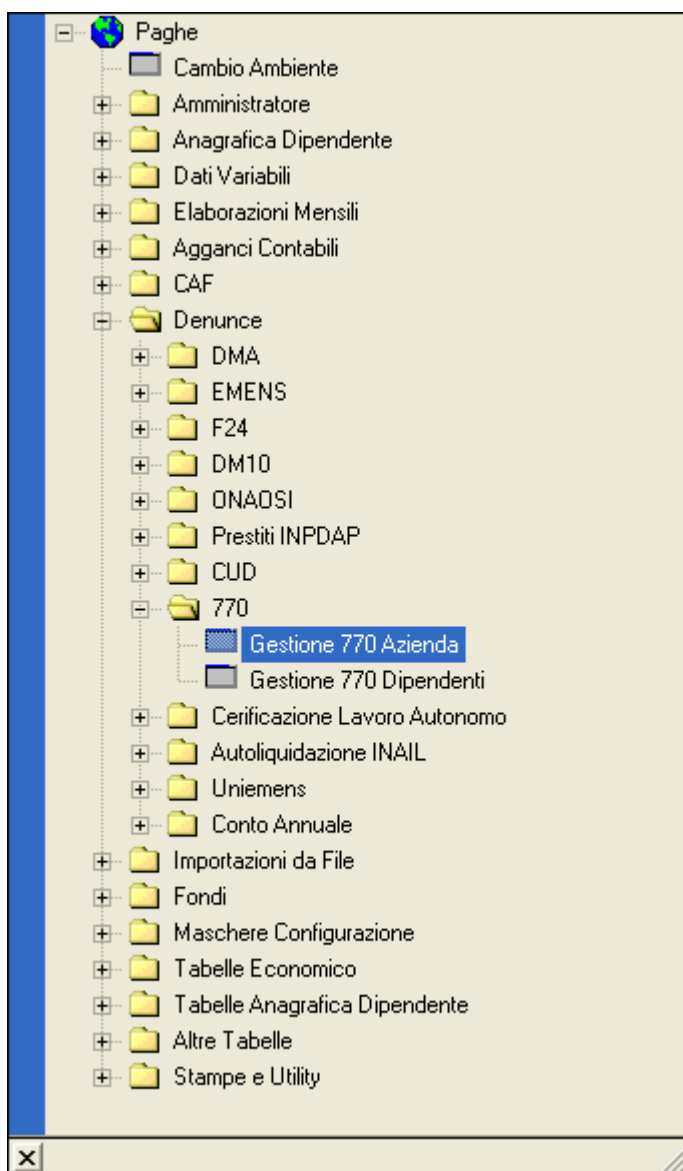 Paghe
Cambio Ambiente
Amministratore
Anagrafica Dipendente
Dati Variabili
Elaborazioni Mensili
Agganci Contabili
CAF
Denunce
DMA
EMENS
F24
DM10
ONAOSI
Prestiti INPDAP
CUD
770
Gestione 770 Azienda
Gestione 770 Dipendenti
Cerificazione Lavoro Autonomo
Autoliquidazione INAIL
Uniemens
Conto Annuale
Importazioni da File
Fondi
Maschere Configurazione
Tabelle Economico
Tabelle Anagrafica Dipendente
Altre Tabelle
Stampe e Utility